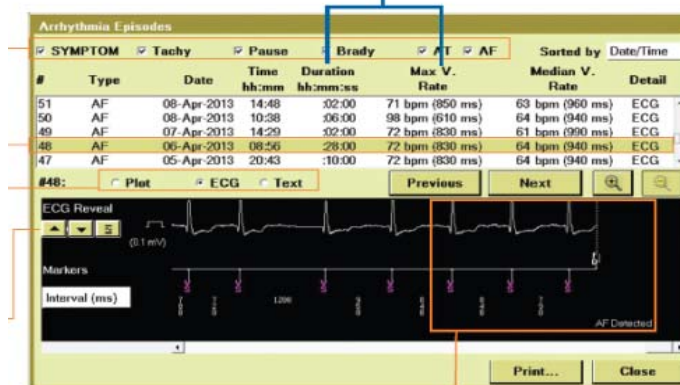 Arrhythmia Episodes
SYMPTOM Tachy Pause Brady AT AF Sorted by Date/Time
# Type Date Time hh:mm Duration hh:mm:ss Max V. Rate Median V. Rate Detail
51 AF 08-Apr-2013 14:48 :02:00 71 bpm (850 ms) 63 bpm (960 ms) ECG
50 AF 08-Apr-2013 10:38 :06:00 98 bpm (610 ms) 64 bpm (940 ms) ECG
49 AF 07-Apr-2013 14:29 :02:00 72 bpm (830 ms) 61 bpm (990 ms) ECG
48 AF 06-Apr-2013 08:56 :28:00 72 bpm (830 ms) 64 bpm (940 ms) ECG
47 AF 05-Apr-2013 20:43 :10:00 72 bpm (830 ms) 64 bpm (940 ms) ECG
#48: Plot ECG Text Previous Next
ECG Reveal
(0.1 mV)
Markers
Interval (ms)
1200
AF Detected
Print... Close